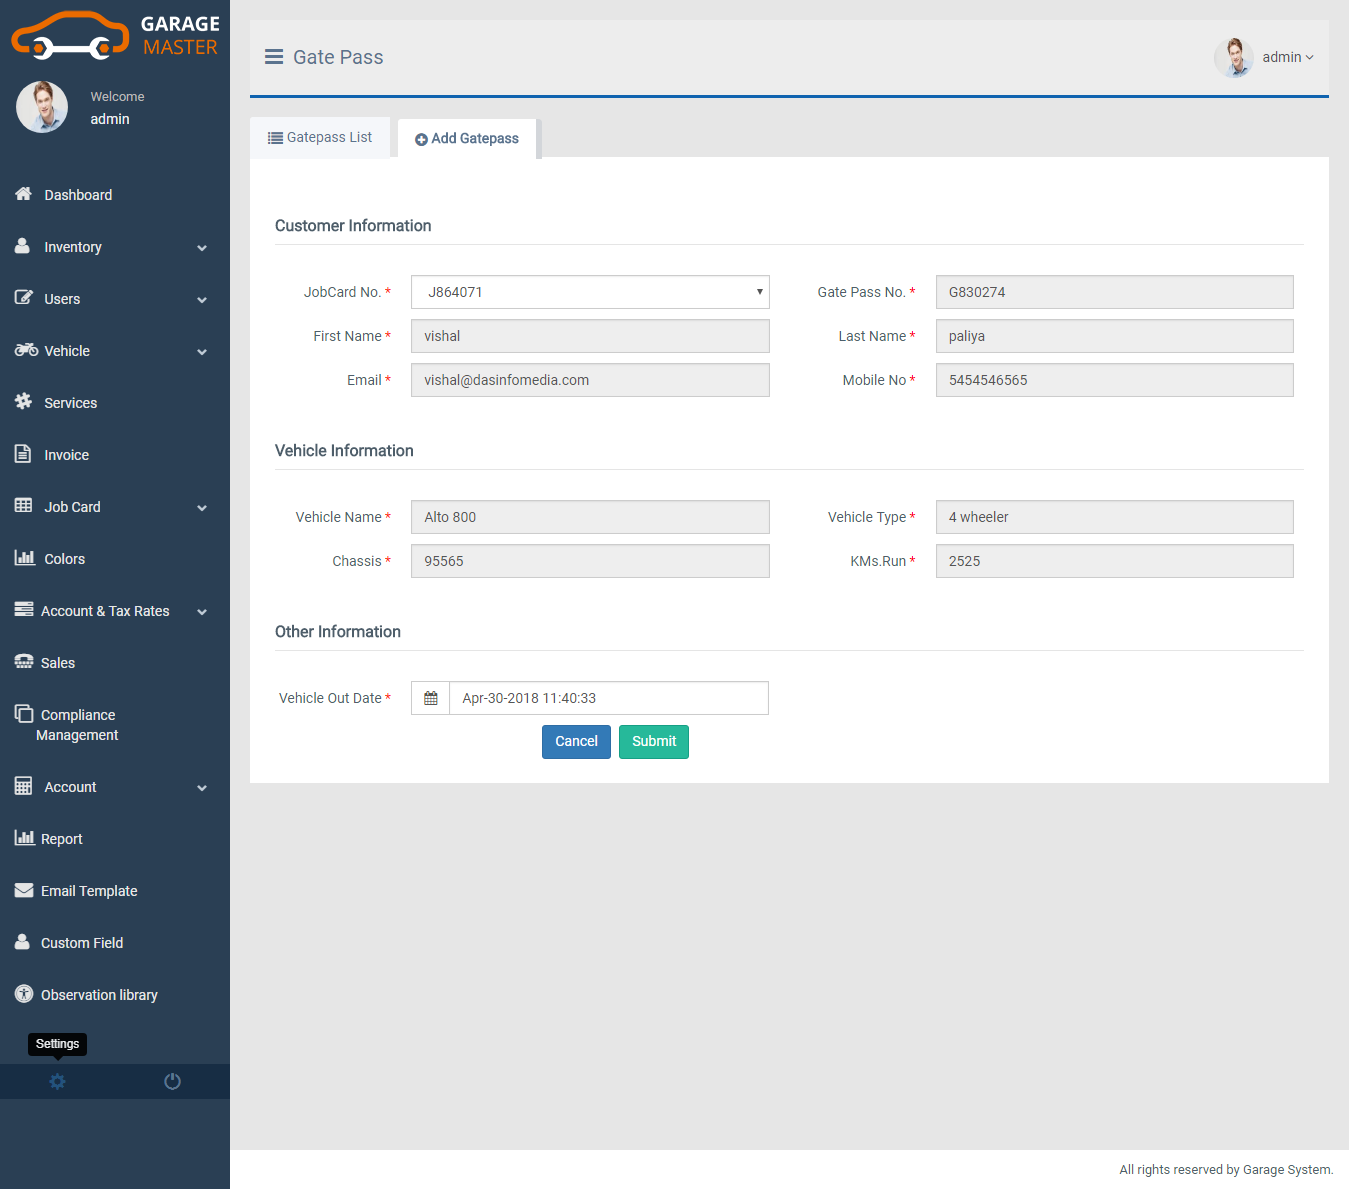 GARAGE
MASTER
Welcome
admin
Dashboard
Inventory
Users
Vehicle
Services
Invoice
Job Card
Colors
Account & Tax Rates
Sales
Compliance
Management
Account
Report
Email Template
Custom Field
Observation library
Settings
Gate Pass
admin
Gatepass List
Add Gatepass
Customer Information
JobCard No. * J864071
Gate Pass No. * G830274
First Name * vishal
Last Name * paliya
Email * vishal@dasinfomedia.com
Mobile No * 5454546565
Vehicle Information
Vehicle Name * Alto 800
Vehicle Type * 4 wheeler
Chassis * 95565
KMs.Run * 2525
Other Information
Vehicle Out Date * Apr-30-2018 11:40:33
Cancel
Submit
All rights reserved by Garage System.